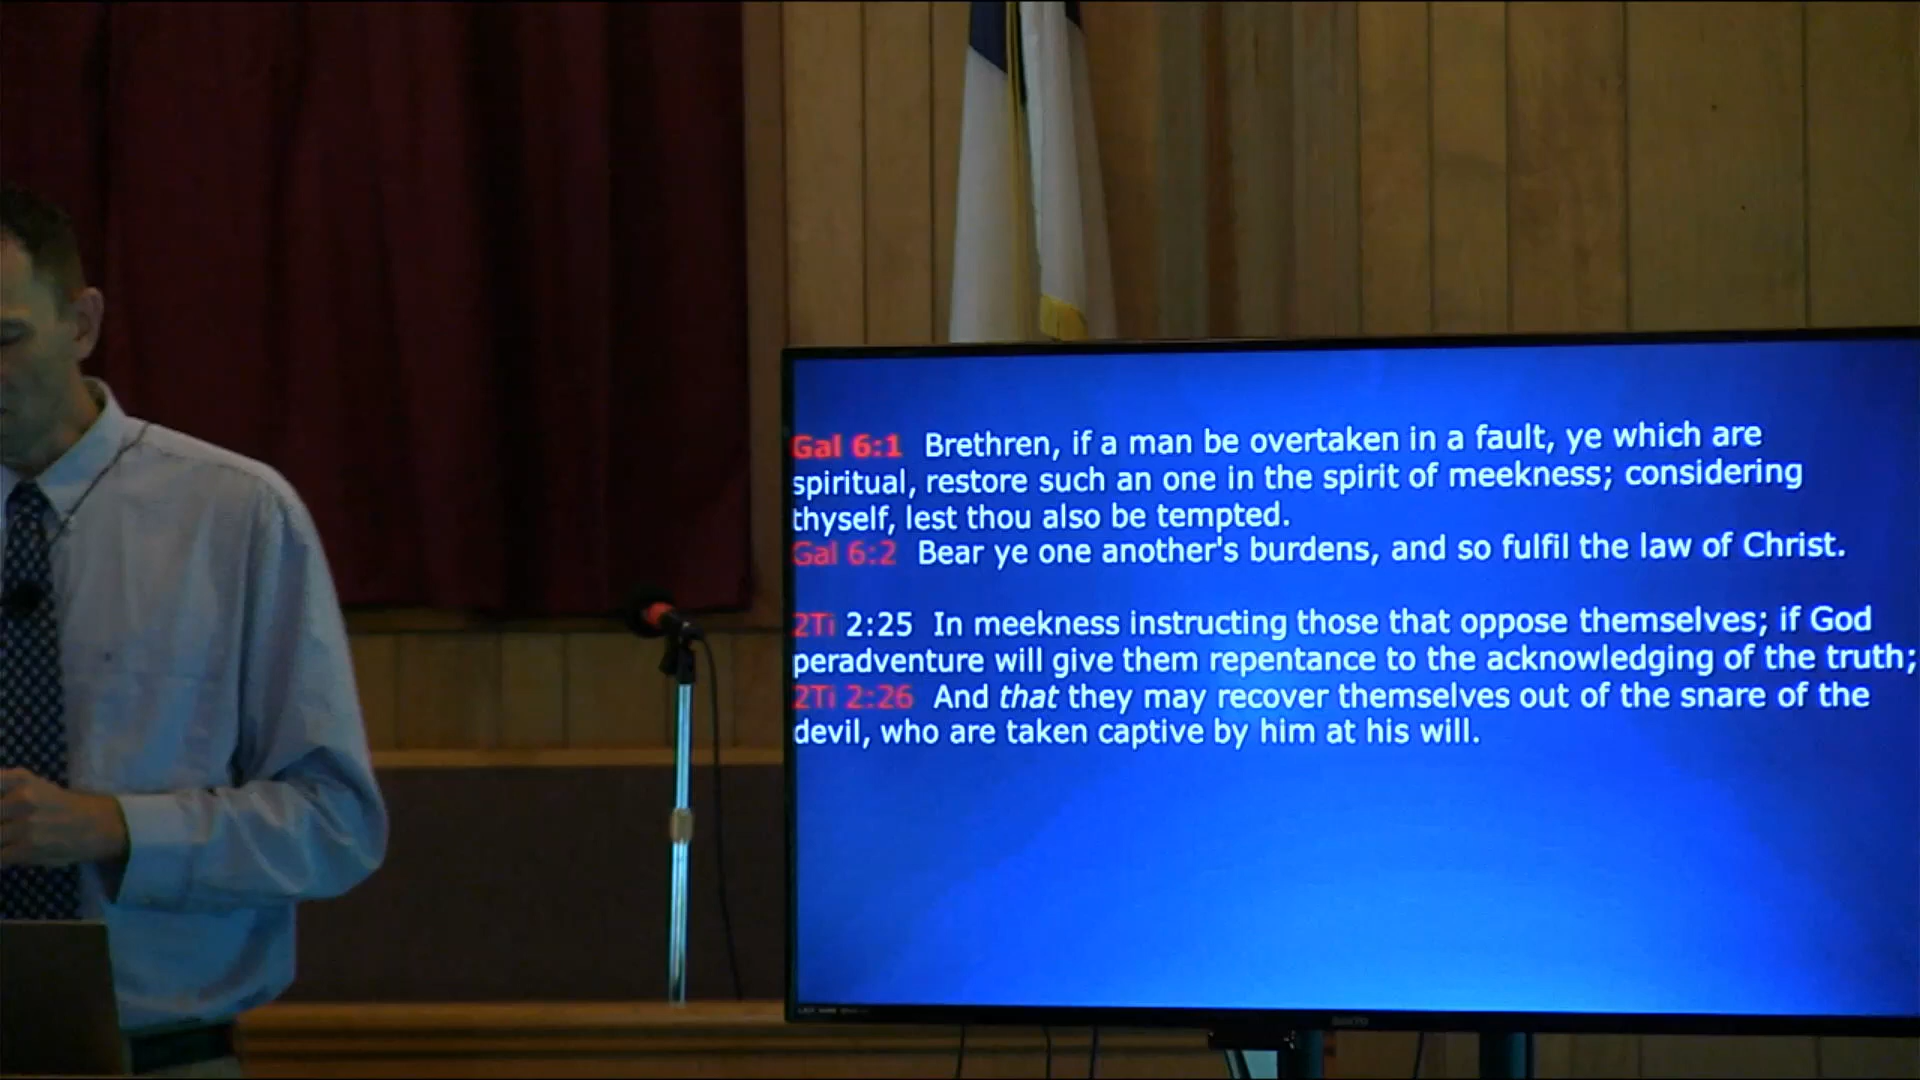 Gal 6:1 Brethren, if a man be overtaken in a fault, ye which are
spiritual, restore such an one in the spirit of meekness; considering
thyself, lest thou also be tempted.
Gal 6:2 Bear ye one another's burdens, and so fulfil the law of Christ.
2Ti 2:25 In meekness instructing those that oppose themselves; if God
peradventure will give them repentance to the acknowledging of the truth;
2Ti 2:26 And that they may recover themselves out of the snare of the
devil, who are taken captive by him at his will.